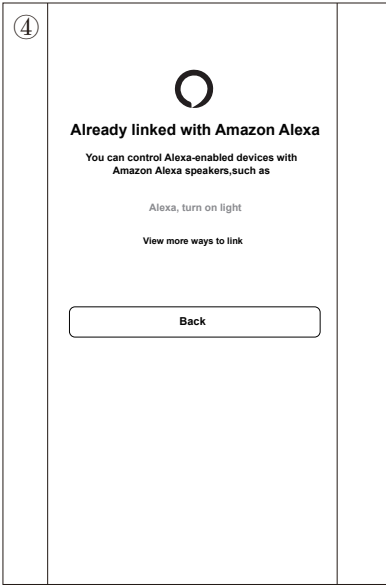 ④
Already linked with Amazon Alexa
You can control Alexa-enabled devices with
Amazon Alexa speakers,such as
Alexa, turn on light
View more ways to link
Back